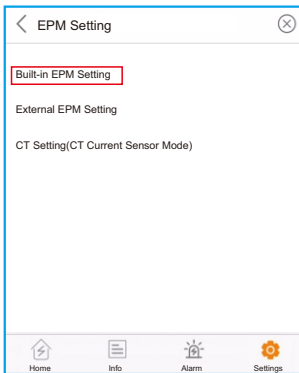 EPM Setting
Built-in EPM Setting
External EPM Setting
CT Setting(CT Current Sensor Mode)
Home Info Alarm Settings